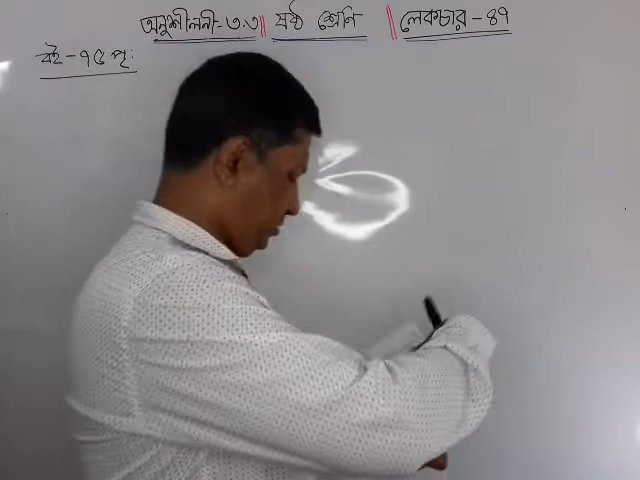 অনুশীলনী- ৩.৩ || ষষ্ঠ শ্রেণি || লেকচার - ৪৭
বই - ৭৫ পৃ: